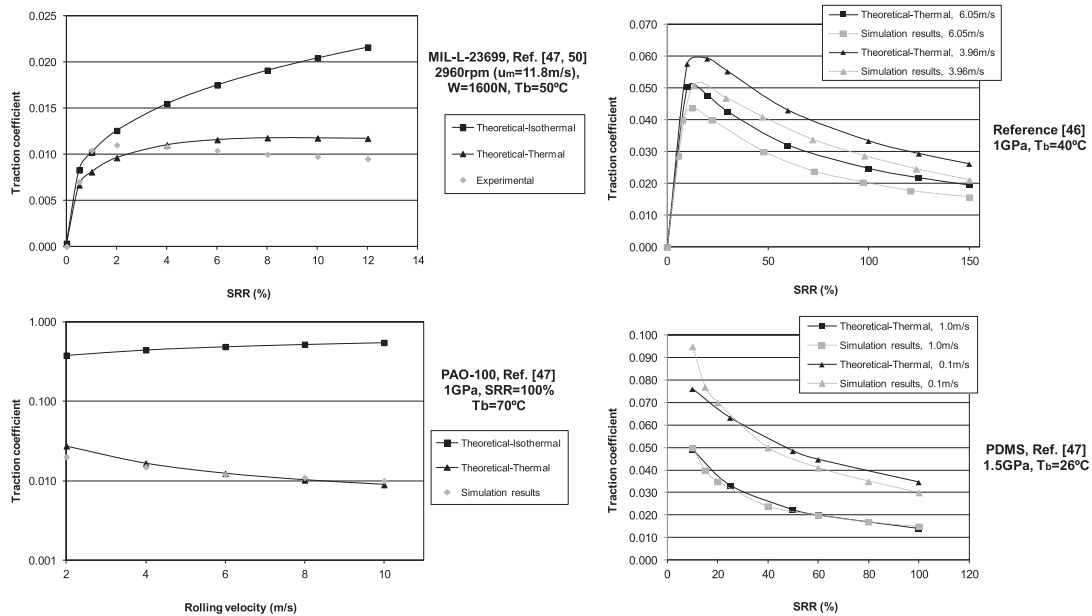 0.025
0.020
0.015
0.010
0.005
0.000
0
2
4
6
8
10
12
14
Traction coefficient
SRR (%)
MIL-L-23699, Ref. [47, 50]
2960rpm (um=11.8m/s),
W=1600N, Tb=50ºC
Theoretical-Isothermal
Theoretical-Thermal
Experimental
0.070
0.060
0.050
0.040
0.030
0.020
0.010
0.000
0
50
100
150
Traction coefficient
SRR (%)
Theoretical-Thermal, 6.05m/s
Simulation results, 6.05m/s
Theoretical-Thermal, 3.96m/s
Simulation results, 3.96m/s
Reference [46]
1GPa, Tb=40ºC
1.000
0.100
0.010
0.001
2
4
6
8
10
Traction coefficient
Rolling velocity (m/s)
PAO-100, Ref. [47]
1GPa, SRR=100%
Tb=70ºC
Theoretical-Isothermal
Theoretical-Thermal
Simulation results
0.100
0.090
0.080
0.070
0.060
0.050
0.040
0.030
0.020
0.010
0.000
0
20
40
60
80
100
120
Traction coefficient
SRR (%)
Theoretical-Thermal, 1.0m/s
Simulation results, 1.0m/s
Theoretical-Thermal, 0.1m/s
Simulation results, 0.1m/s
PDMS, Ref. [47]
1.5GPa, Tb=26ºC